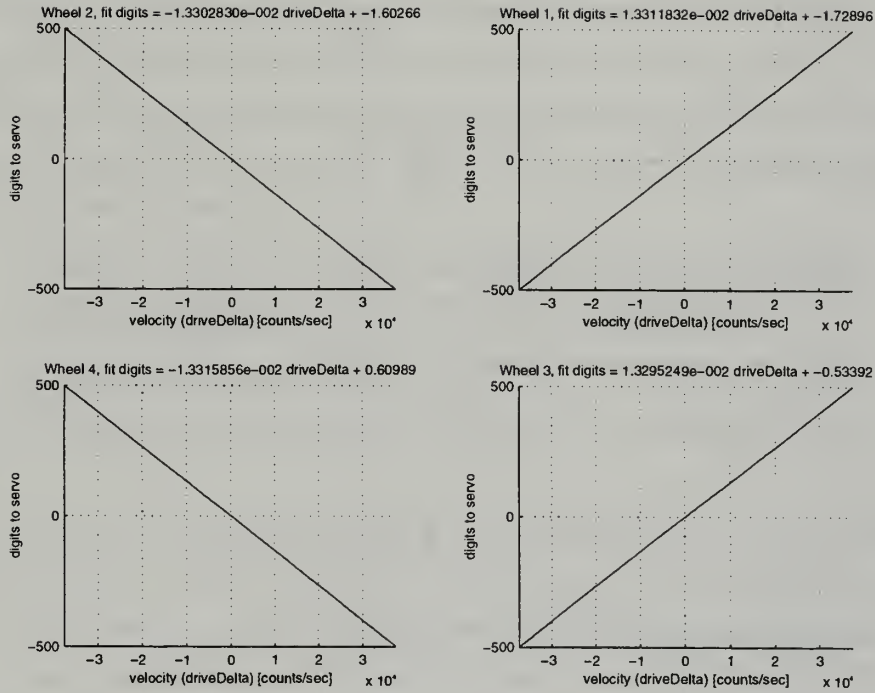 Wheel 2, fit digits = −1.3302830e−002 driveDelta + −1.60266
500
0
−500
digits to servo
−3 −2 −1 0 1 2 3
velocity (driveDelta) [counts/sec] x 10⁴
Wheel 1, fit digits = 1.3311832e−002 driveDelta + −1.72896
500
0
−500
digits to servo
−3 −2 −1 0 1 2 3
velocity (driveDelta) [counts/sec] x 10⁴
Wheel 4, fit digits = −1.3315856e−002 driveDelta + 0.60989
500
0
−500
digits to servo
−3 −2 −1 0 1 2 3
velocity (driveDelta) [counts/sec] x 10⁴
Wheel 3, fit digits = 1.3295249e−002 driveDelta + −0.53392
500
0
−500
digits to servo
−3 −2 −1 0 1 2 3
velocity (driveDelta) [counts/sec] x 10⁴